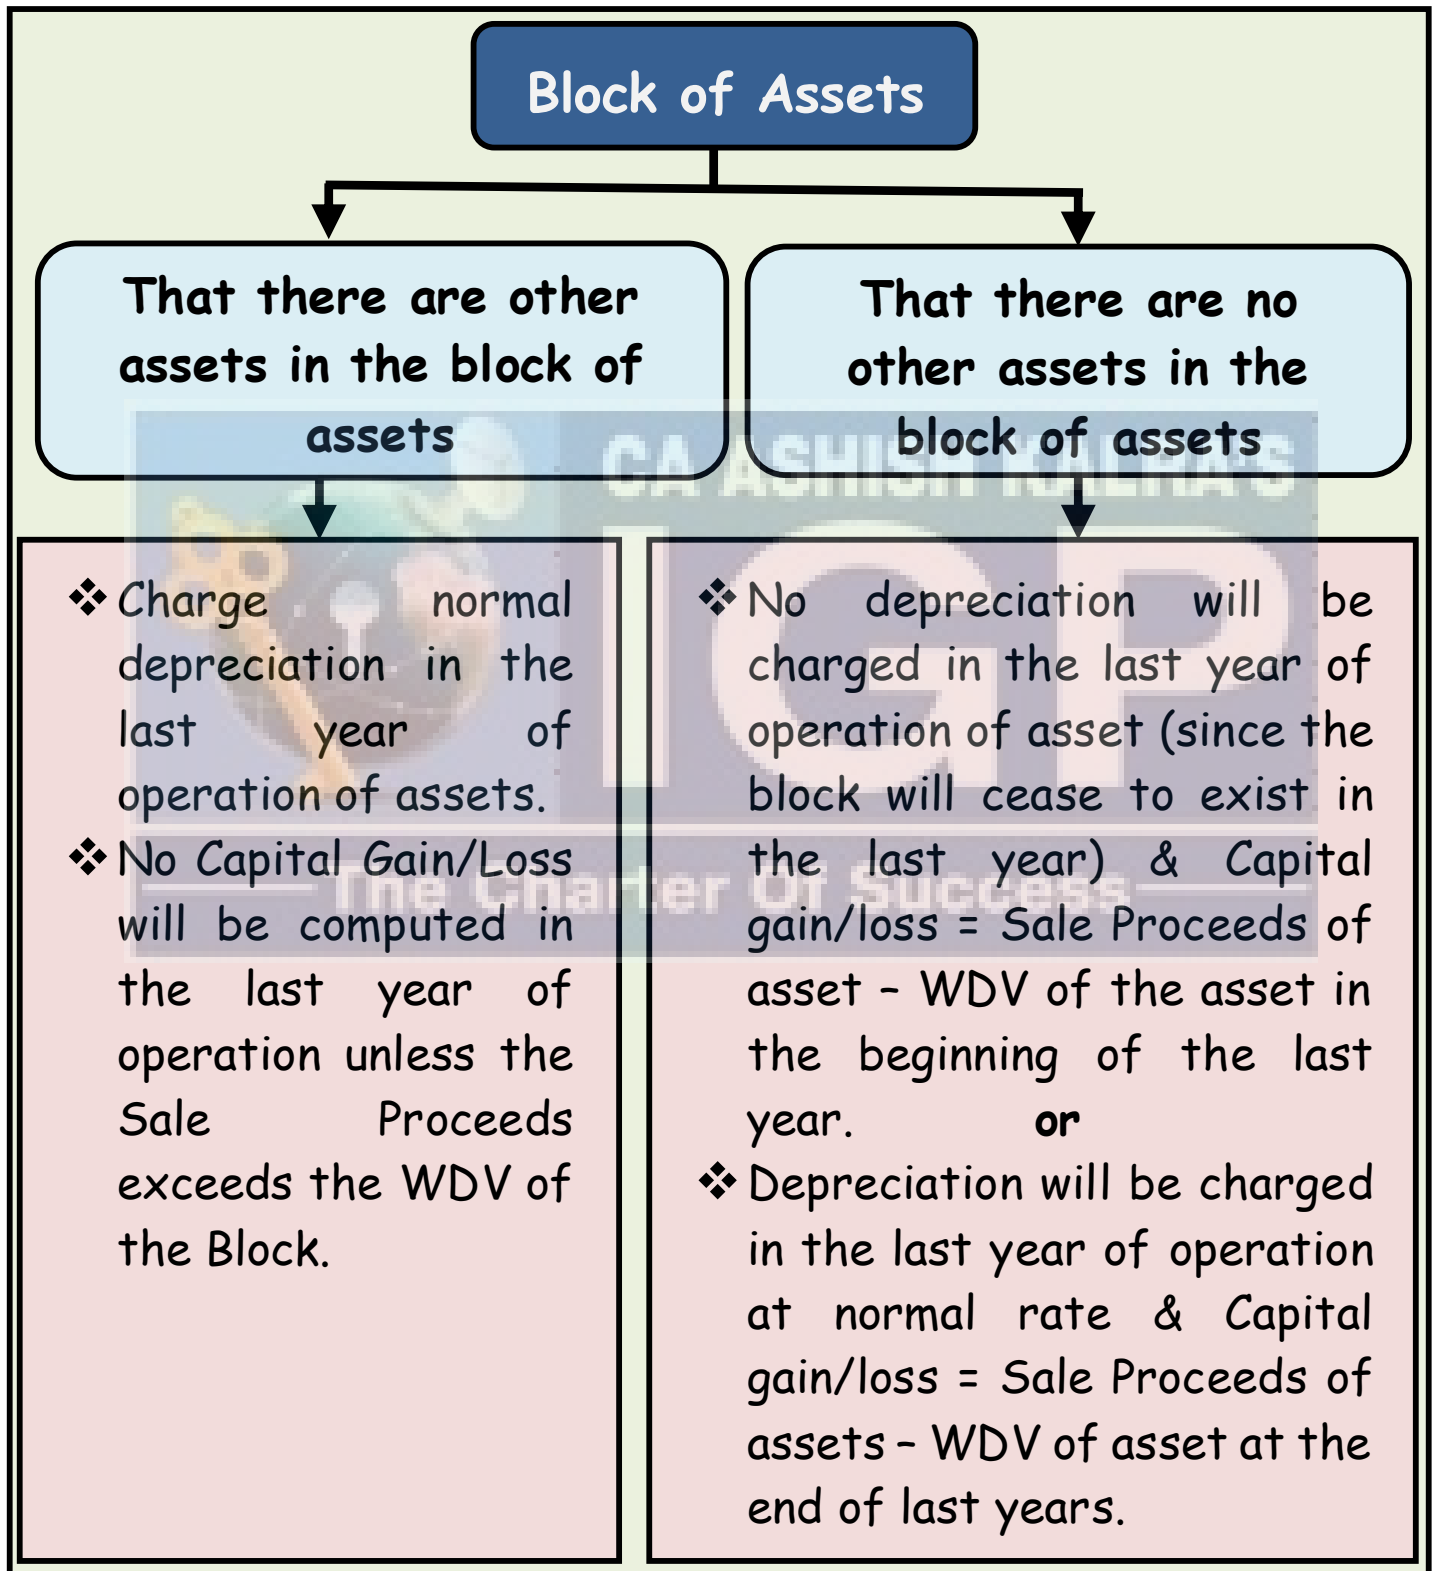 Block of Assets
That there are other
assets in the block of
assets
That there are no
other assets in the
block of assets
❖ Charge normal
depreciation in the
last year of
operation of assets.
❖ No Capital Gain/Loss
will be computed in
the last year of
operation unless the
Sale Proceeds
exceeds the WDV of
the Block.
❖ No depreciation will be
charged in the last year of
operation of asset (since the
block will cease to exist in
the last year) & Capital
gain/loss = Sale Proceeds of
asset – WDV of the asset in
the beginning of the last
year. or
❖ Depreciation will be charged
in the last year of operation
at normal rate & Capital
gain/loss = Sale Proceeds of
assets – WDV of asset at the
end of last years.
CA ASHISH KALRA'S
IGP
The Charter Of Success